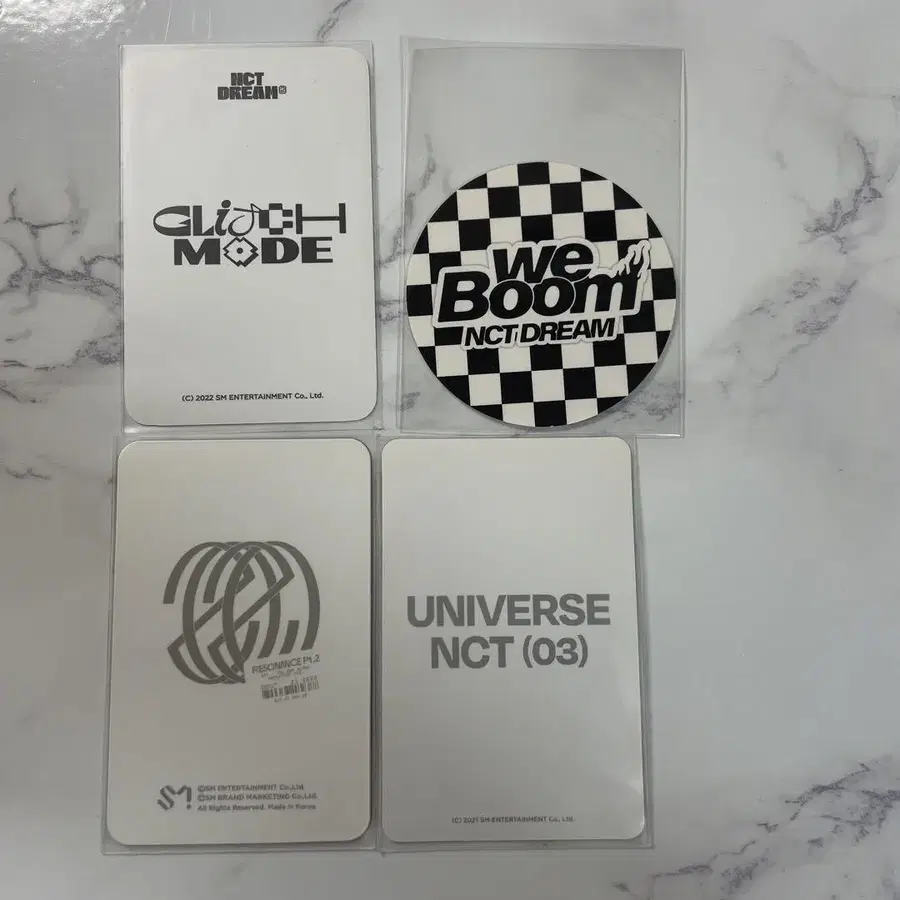 NCT
DREAM
GLitCH
MODE
(C) 2022 SM ENTERTAINMENT Co., Ltd.
we
Boom
NCT DREAM
RESONANCE Pt.2
SM
©SM ENTERTAINMENT Co.,Ltd.
©SM BRAND MARKETING Co.,Ltd.
All Rights Reserved. Made in Korea
UNIVERSE
NCT (03)
(C) 2021 SM ENTERTAINMENT Co., Ltd.